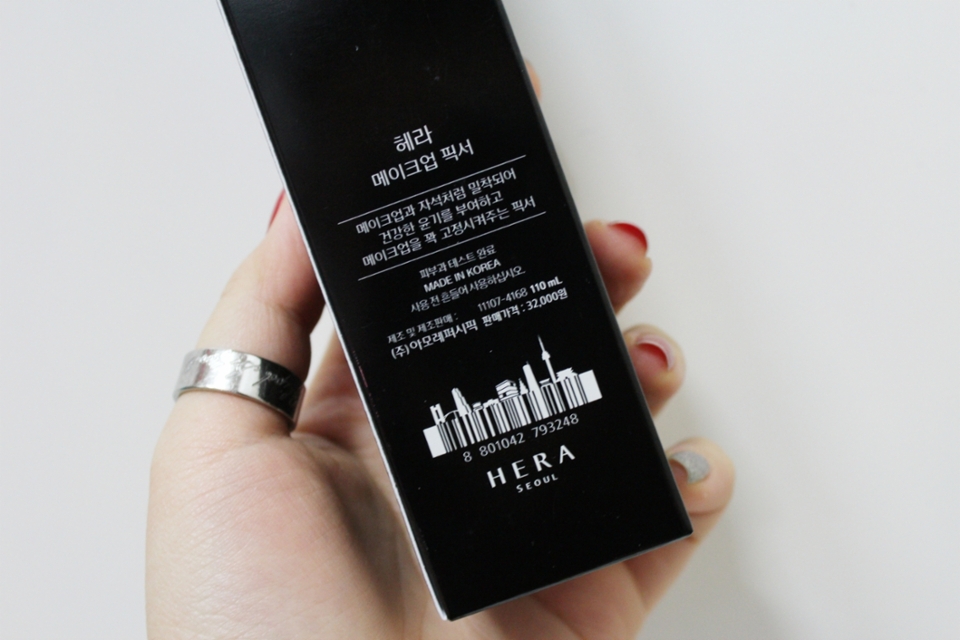 헤라
메이크업 픽서
메이크업과 자석처럼 밀착되어
건강한 윤기를 부여하고
메이크업을 꽉 고정시켜주는 픽서
피부과 테스트 완료
MADE IN KOREA
사용 전 흔들어 사용하십시오.
11107-4168 110 mL
제조 및 제조판매 :
(주)아모레퍼시픽 판매가격 : 32,000원
8 801042 793248
HERA
SEOUL